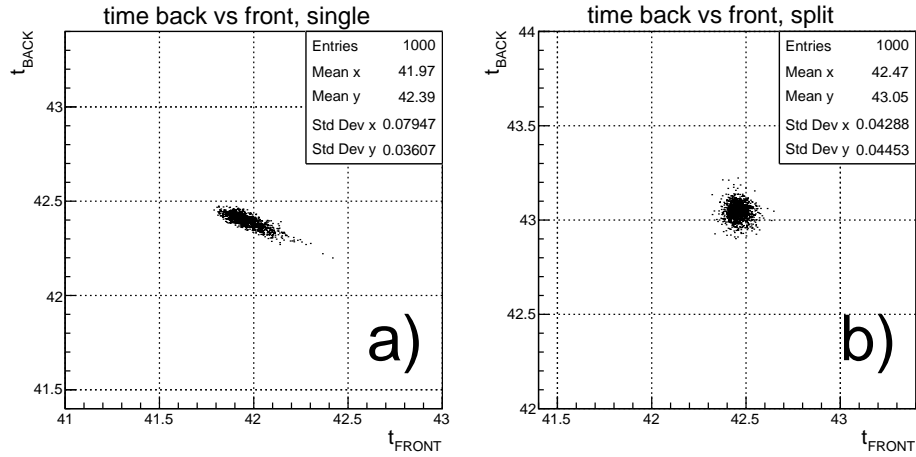 time back vs front, single
t_BACK
Entries 1000
Mean x 41.97
Mean y 42.39
Std Dev x 0.07947
Std Dev y 0.03607
43
42.5
42
41.5
41 41.5 42 42.5 43
t_FRONT
a)
time back vs front, split
t_BACK
Entries 1000
Mean x 42.47
Mean y 43.05
Std Dev x 0.04288
Std Dev y 0.04453
44
43.5
43
42.5
42
41.5 42 42.5 43
t_FRONT
b)